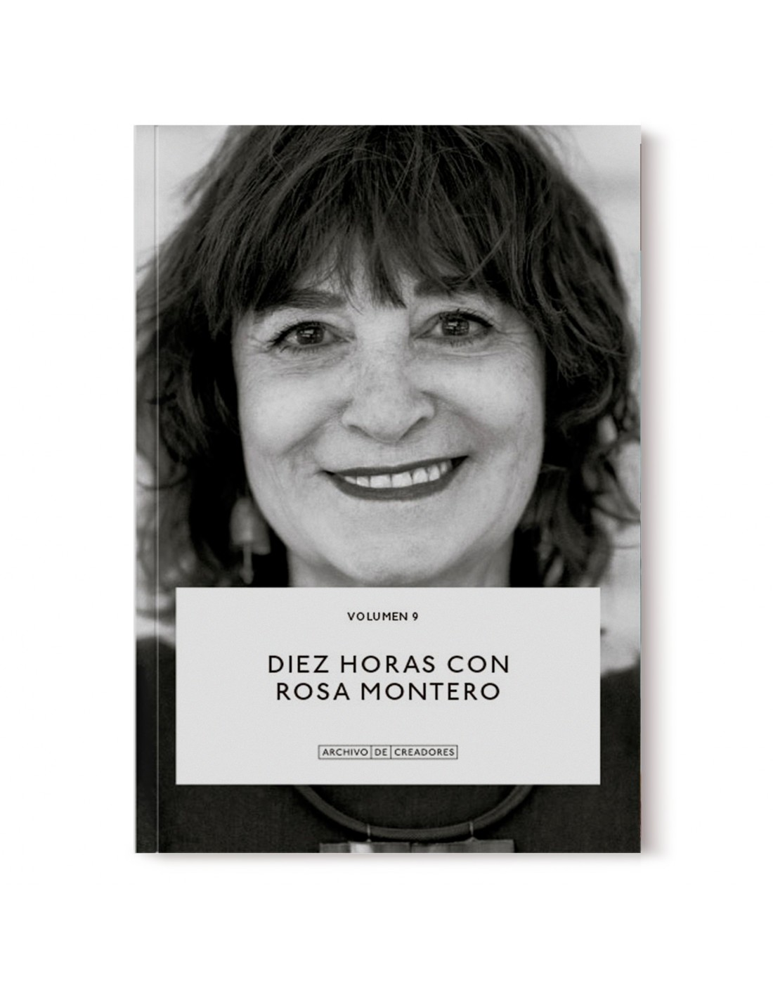 VOLUMEN 9
DIEZ HORAS CON
ROSA MONTERO
ARCHIVO DE CREADORES